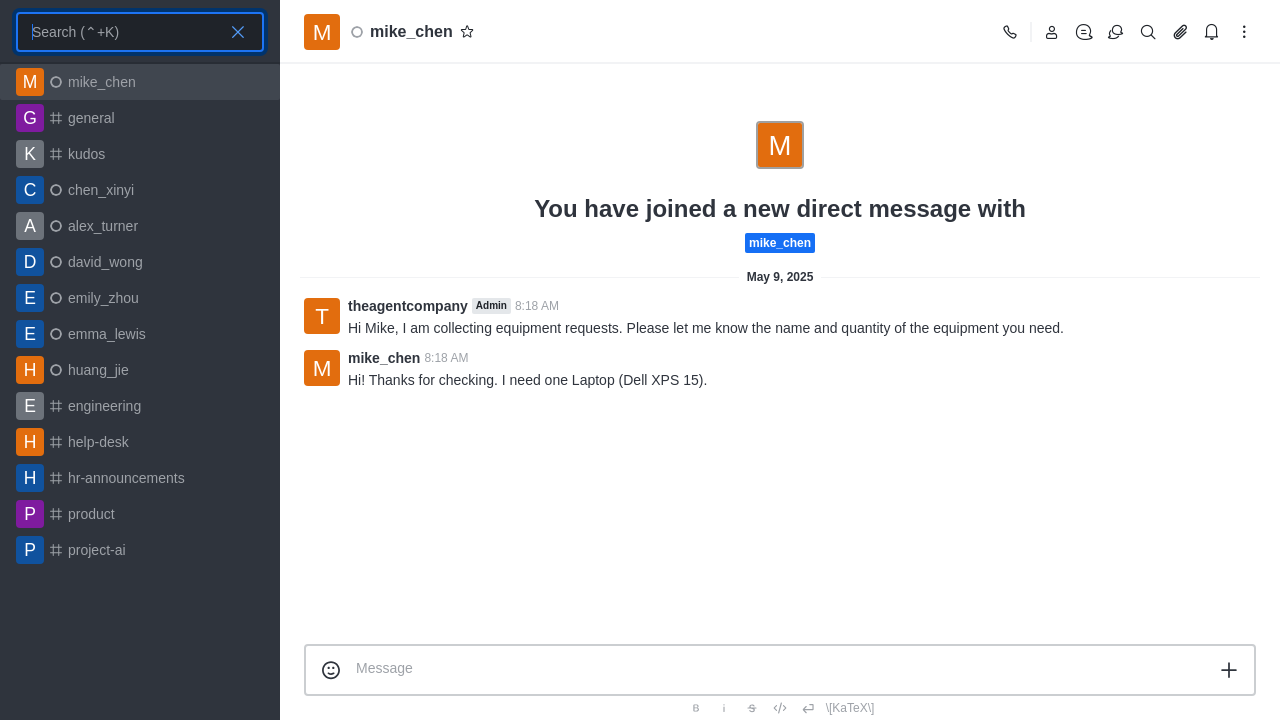 Search (⌃+K)
M mike_chen
G general
K kudos
C chen_xinyi
A alex_turner
D david_wong
E emily_zhou
E emma_lewis
H huang_jie
E engineering
H help-desk
H hr-announcements
P product
P project-ai
M mike_chen
M
You have joined a new direct message with
mike_chen
May 9, 2025
T theagentcompany Admin 8:18 AM
Hi Mike, I am collecting equipment requests. Please let me know the name and quantity of the equipment you need.
M mike_chen 8:18 AM
Hi! Thanks for checking. I need one Laptop (Dell XPS 15).
Message
B i S \[KaTeX\]